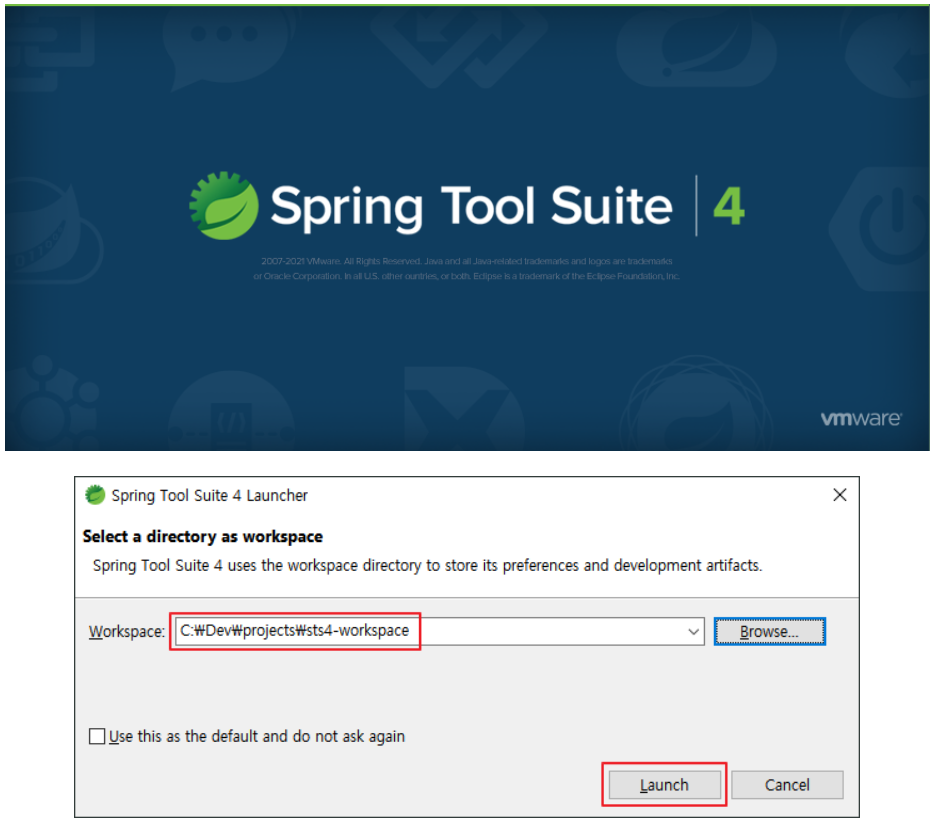 Spring Tool Suite | 4
2007-2021 VMware. All Rights Reserved. Java and all Java-related trademarks and logos are trademarks
or Oracle Corporation. In all U.S. other ountries, or both. Eclipse is a trademark of the Eclipse Foundation, Inc.
vmware
Spring Tool Suite 4 Launcher
Select a directory as workspace
Spring Tool Suite 4 uses the workspace directory to store its preferences and development artifacts.
Workspace: C:₩Dev₩projects₩sts4-workspace Browse...
Use this as the default and do not ask again
Launch Cancel